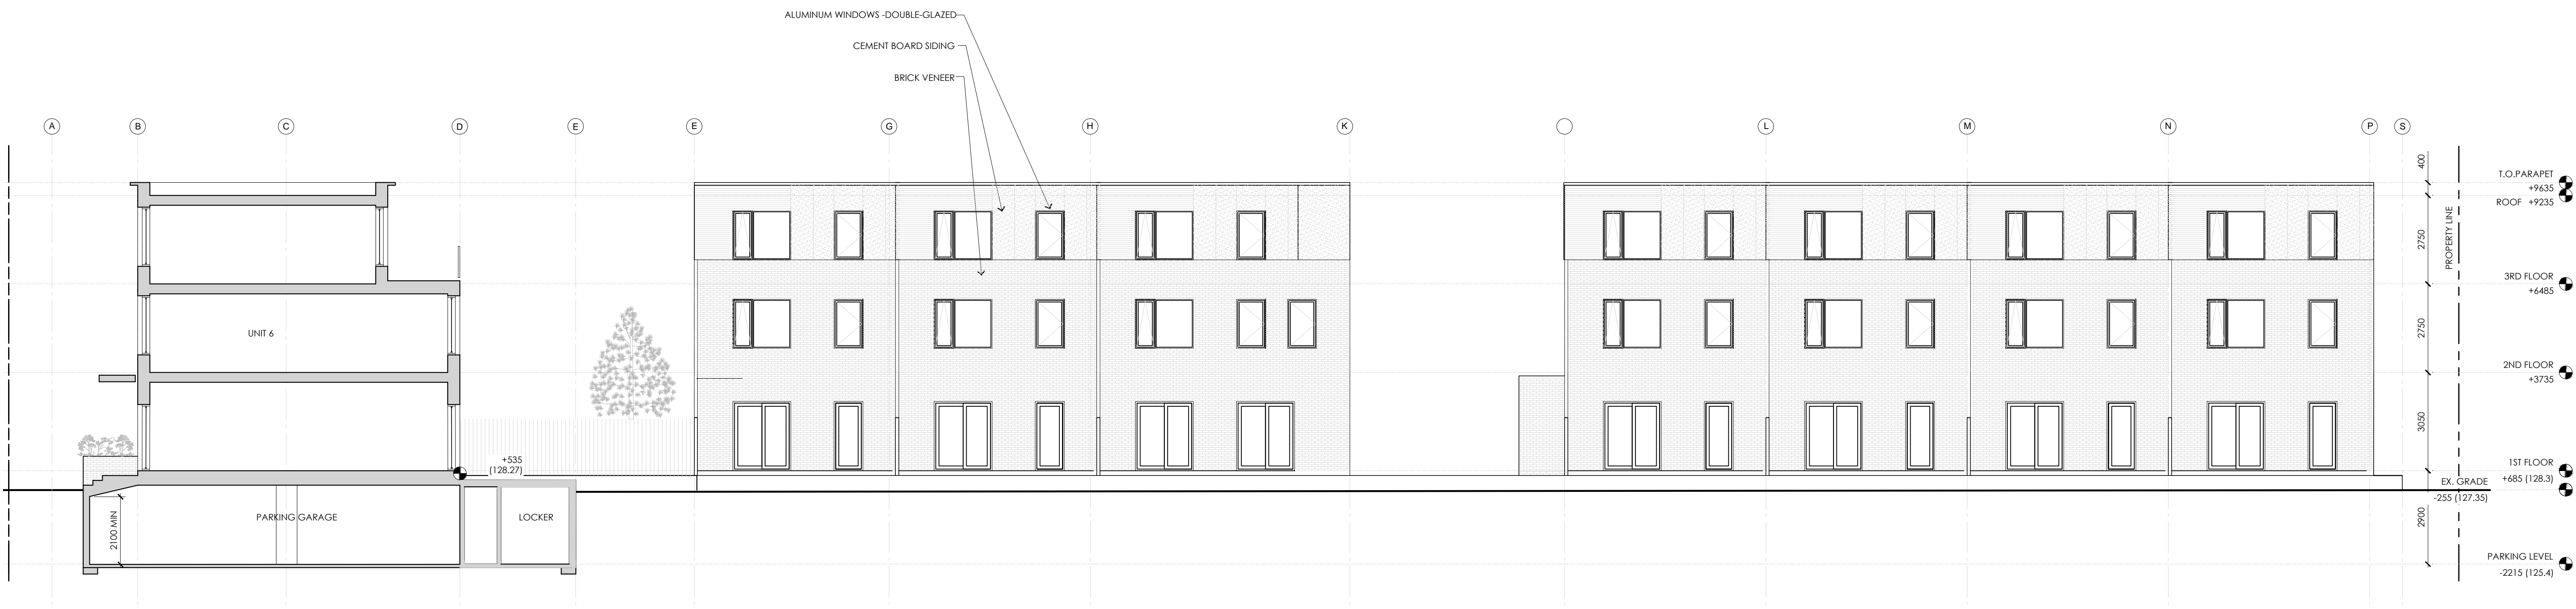 ALUMINUM WINDOWS -DOUBLE-GLAZED
CEMENT BOARD SIDING
BRICK VENEER
A
B
C
D
E
E
G
H
K
L
M
N
P
S
400
T.O.PARAPET
+9635
ROOF +9235
2750
PROPERTY LINE
3RD FLOOR
+6485
2750
UNIT 6
2ND FLOOR
+3735
3050
+535
(128.27)
1ST FLOOR
+685 (128.3)
EX. GRADE
-255 (127.35)
2100 MIN
PARKING GARAGE
LOCKER
2900
PARKING LEVEL
-2215 (125.4)